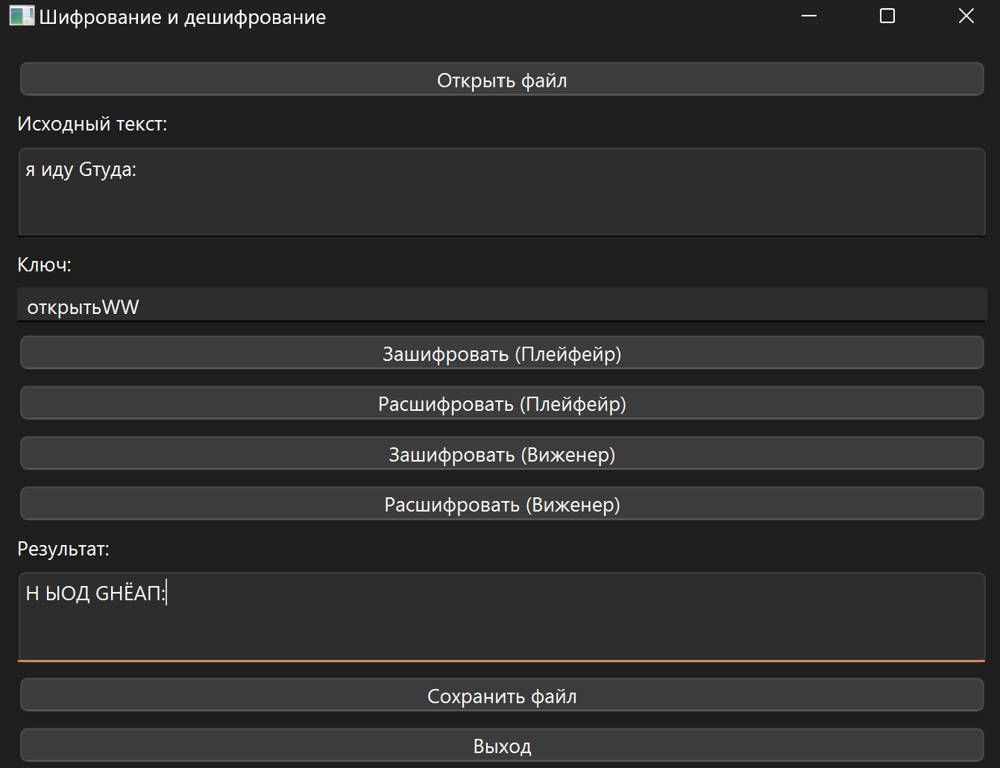 Шифрование и дешифрование
Открыть файл
Исходный текст:
я иду Gтуда:
Ключ:
открытьWW
Зашифровать (Плейфейр)
Расшифровать (Плейфейр)
Зашифровать (Виженер)
Расшифровать (Виженер)
Результат:
Н ЫОД GНЁАП:
Сохранить файл
Выход